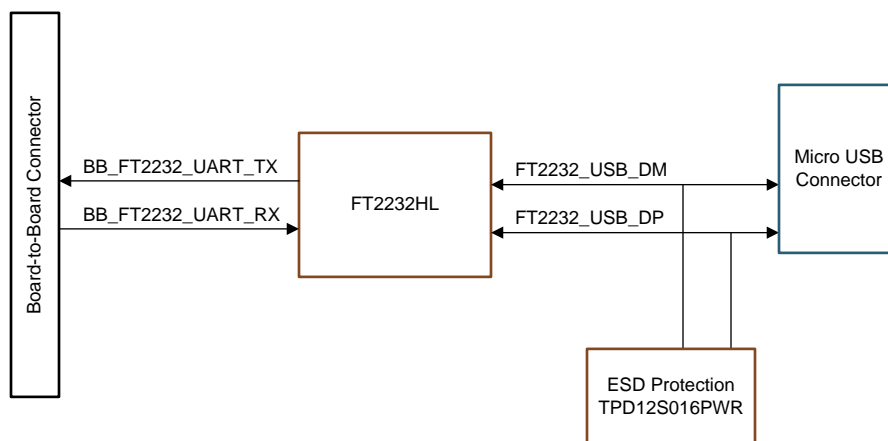 Board-to-Board Connector
BB_FT2232_UART_TX
BB_FT2232_UART_RX
FT2232HL
FT2232_USB_DM
FT2232_USB_DP
Micro USB
Connector
ESD Protection
TPD12S016PWR